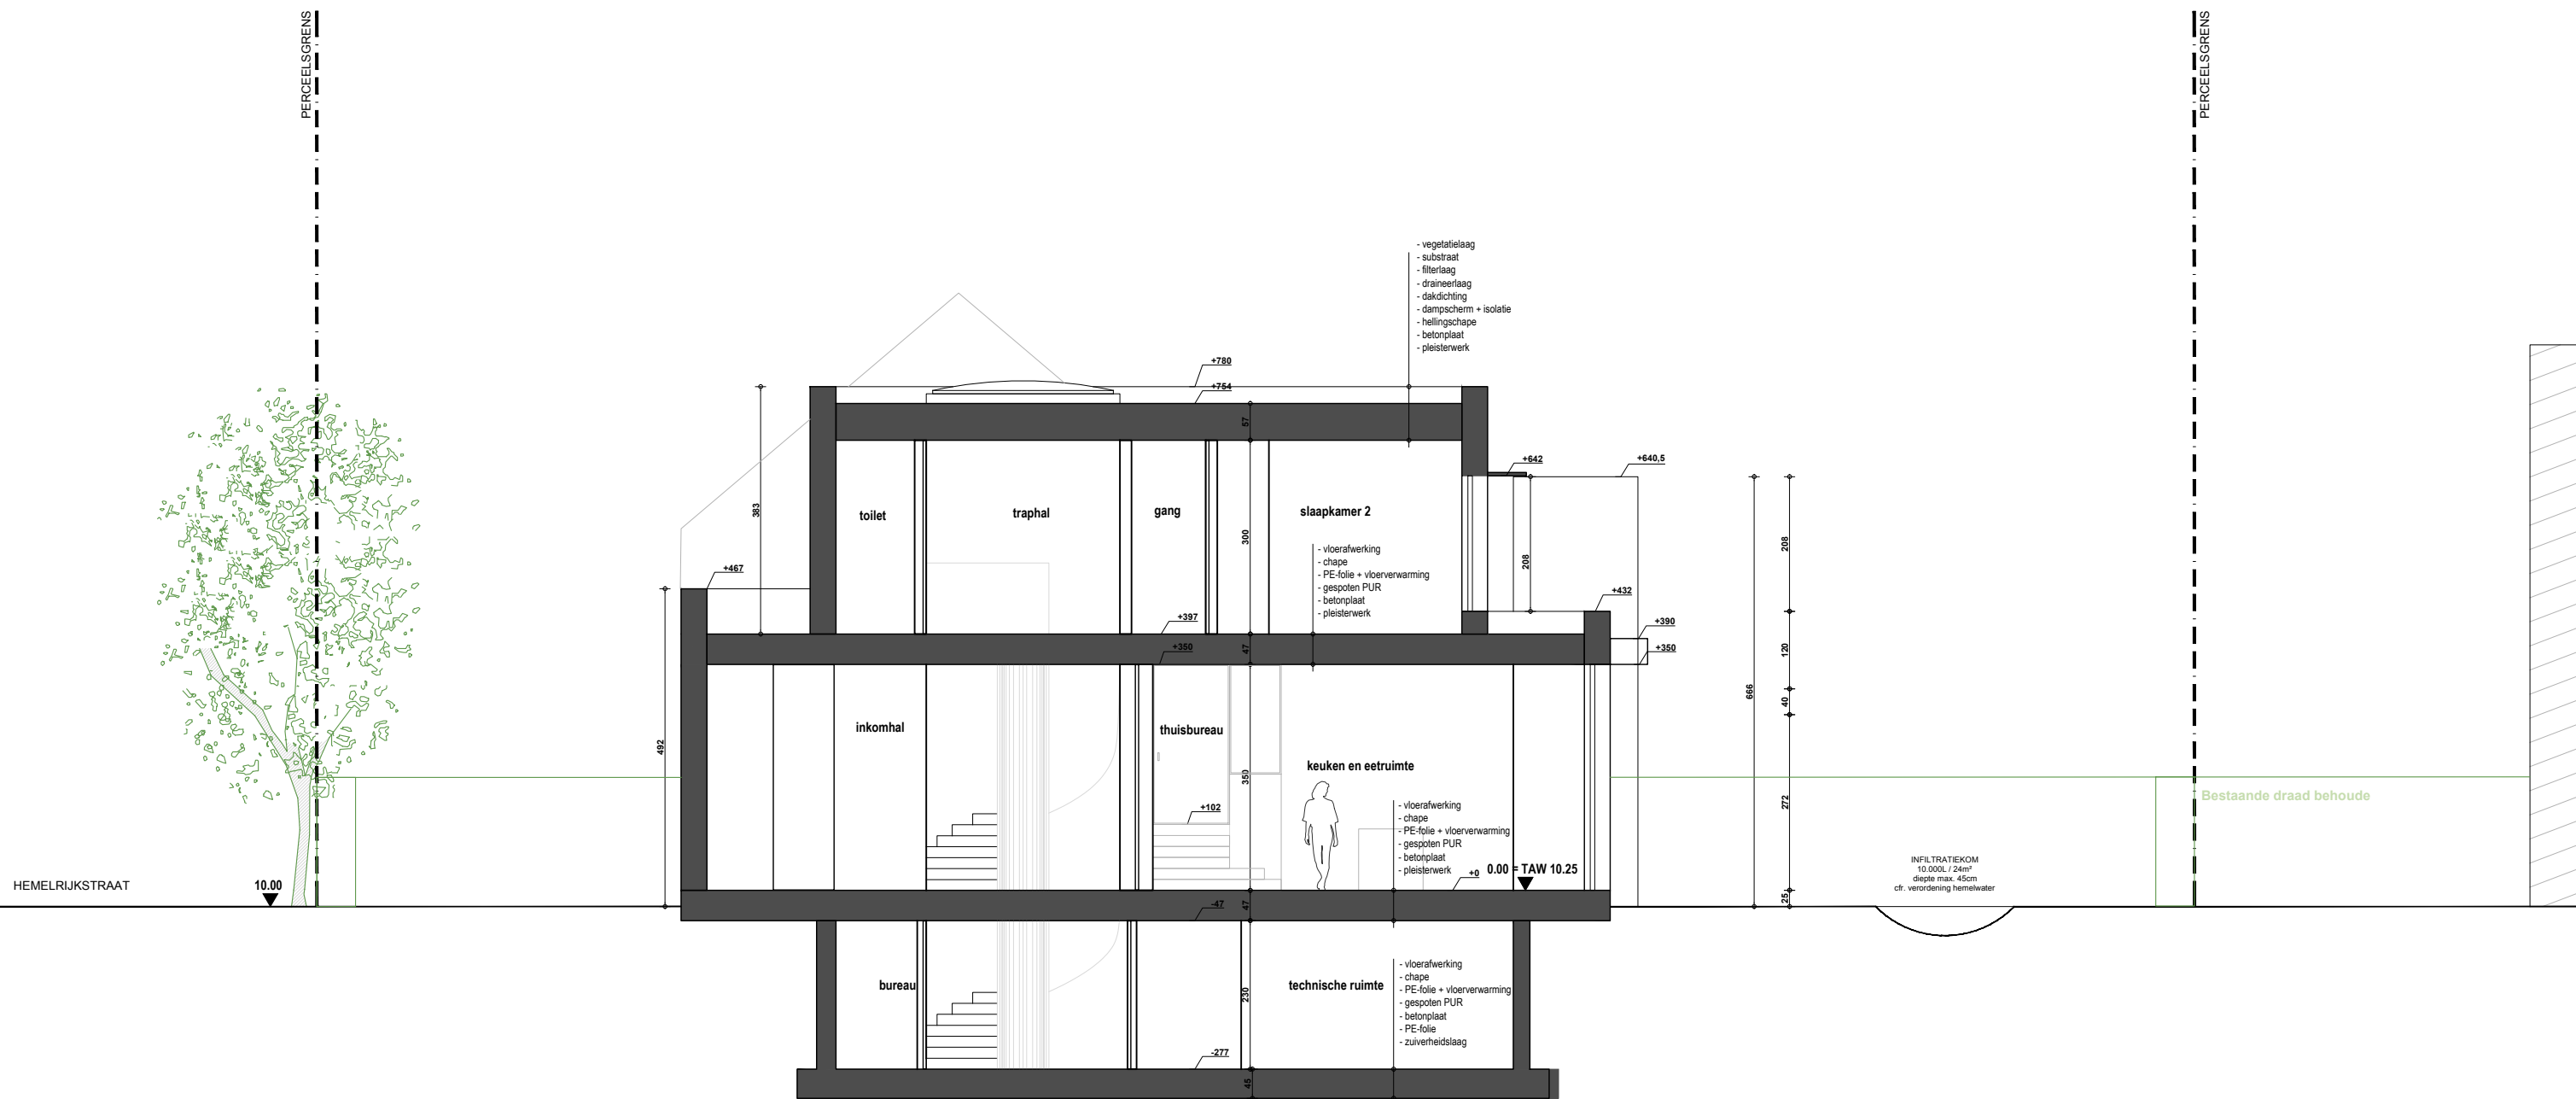 PERCEELSGRENS
PERCEELSGRENS
- vegetatielaag
- substraat
- filterlaag
- draineerlaag
- dakdichting
- dampscherm + isolatie
- hellingschape
- betonplaat
- pleisterwerk
+780
+754
57
+642
+640,5
383
toilet
traphal
gang
slaapkamer 2
300
208
208
- vloerafwerking
- chape
- PE-folie + vloerverwarming
- gespoten PUR
- betonplaat
- pleisterwerk
+467
+432
+397
+390
+350
47
+350
120
666
40
492
inkomhal
thuisbureau
keuken en eetruimte
350
272
+102
- vloerafwerking
- chape
- PE-folie + vloerverwarming
- gespoten PUR
- betonplaat
- pleisterwerk
+0
0.00 = TAW 10.25
Bestaande draad behoude
INFILTRATIEKOM
10.000L / 24m²
diepte max. 45cm
cfr. verordening hemelwater
HEMELRIJKSTRAAT
10.00
25
47
-47
bureau
technische ruimte
230
- vloerafwerking
- chape
- PE-folie + vloerverwarming
- gespoten PUR
- betonplaat
- PE-folie
- zuiverheidslaag
-277
45